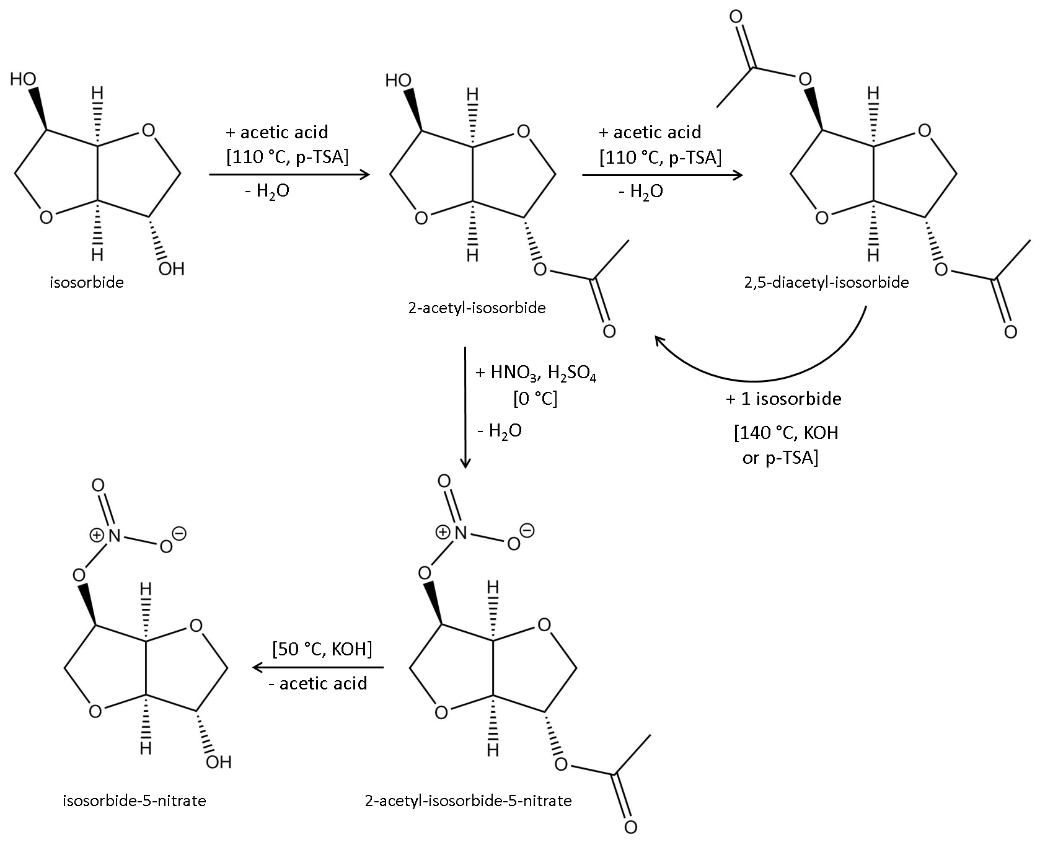 O
HO
H
O
O
H
OH
isosorbide
+ acetic acid
[110 °C, p-TSA]
- H₂O
HO
H
O
O
H
O
O
2-acetyl-isosorbide
+ acetic acid
[110 °C, p-TSA]
- H₂O
O
H
O
O
H
O
O
2,5-diacetyl-isosorbide
+ HNO₃, H₂SO₄
[0 °C]
- H₂O
+ 1 isosorbide
[140 °C, KOH
or p-TSA]
O
⊕ N O ⊖
O
H
O
O
H
OH
isosorbide-5-nitrate
[50 °C, KOH]
- acetic acid
O
⊕ N O ⊖
O
H
O
O
H
O
O
2-acetyl-isosorbide-5-nitrate